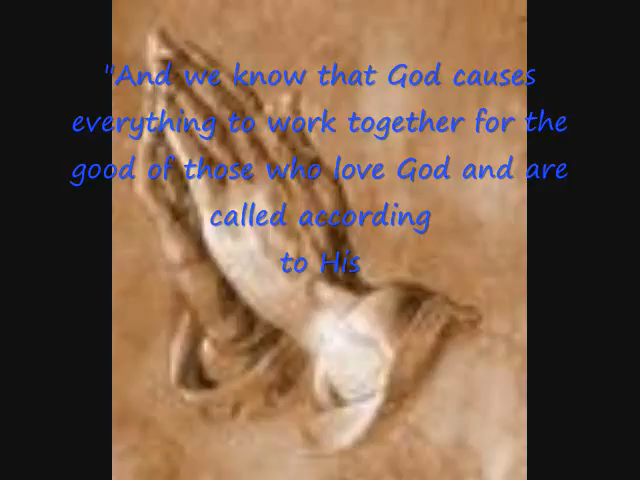 "And we know that God causes
everything to work together for the
good of those who love God and are
called according
to His